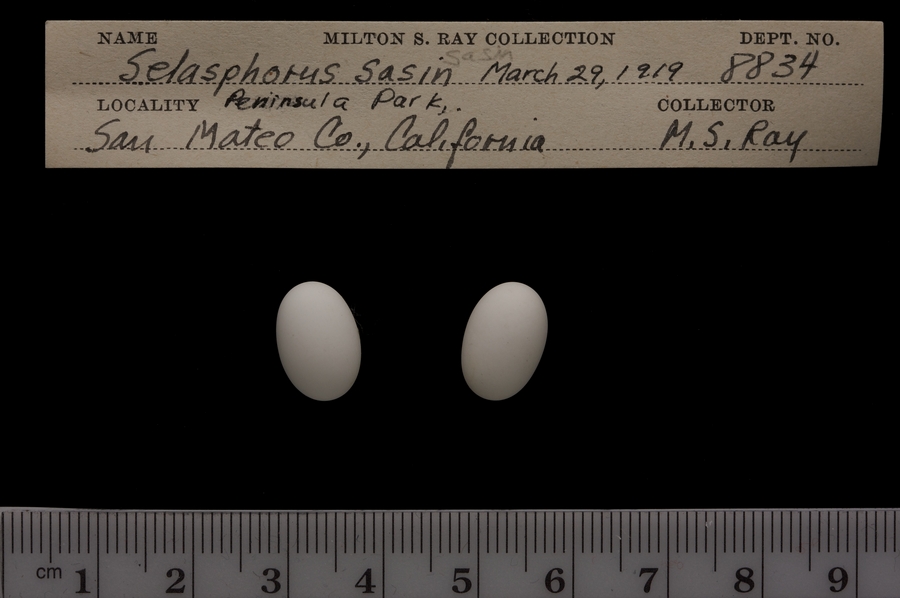 NAME MILTON S. RAY COLLECTION DEPT. NO.
sasin
Selasphorus sasin March 29, 1919 8834
LOCALITY Peninsula Park, . COLLECTOR
San Mateo Co., California M. S. Ray
cm 1 2 3 4 5 6 7 8 9